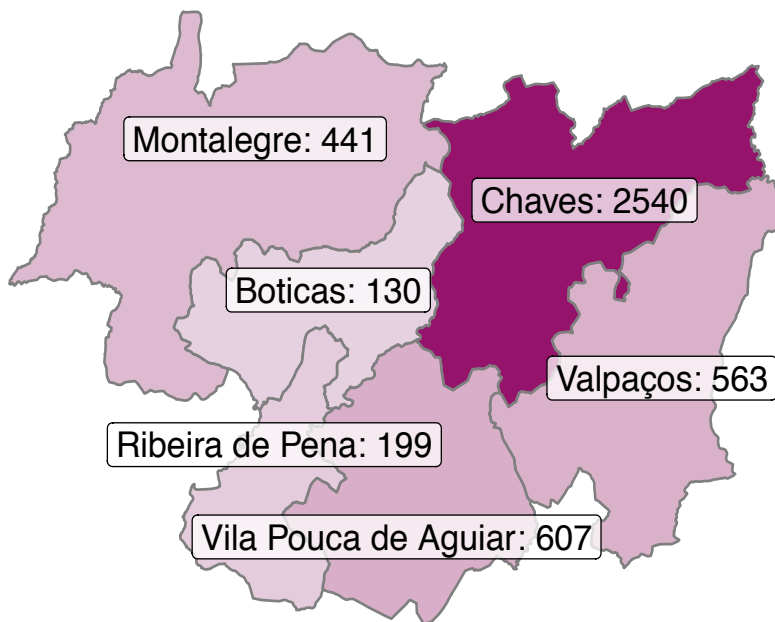 Montalegre: 441
Chaves: 2540
Boticas: 130
Valpaços: 563
Ribeira de Pena: 199
Vila Pouca de Aguiar: 607